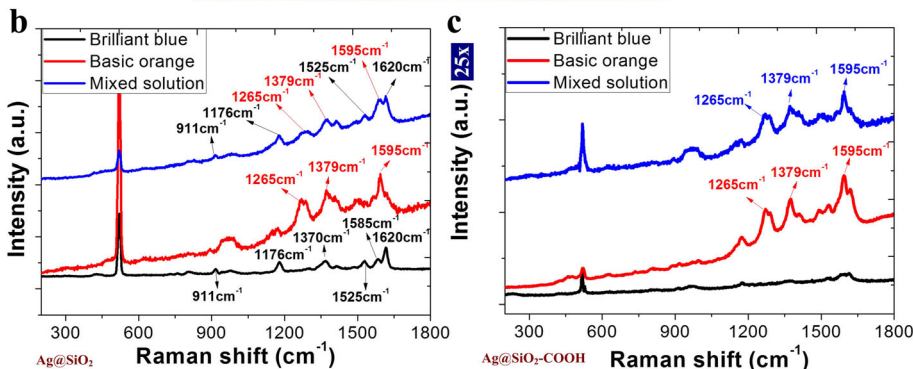 b
Brilliant blue
Basic orange
Mixed solution
1595cm-1
1525cm-1
1620cm-1
1379cm-1
1265cm-1
1176cm-1
911cm-1
1595cm-1
1379cm-1
1265cm-1
1585cm-1
1370cm-1
1620cm-1
1176cm-1
911cm-1
1525cm-1
Intensity (a.u.)
300 600 900 1200 1500 1800
Ag@SiO2
Raman shift (cm-1)
c
25x
Brilliant blue
Basic orange
Mixed solution
1595cm-1
1379cm-1
1265cm-1
1595cm-1
1379cm-1
1265cm-1
Intensity (a.u.)
300 600 900 1200 1500 1800
Ag@SiO2-COOH
Raman shift (cm-1)